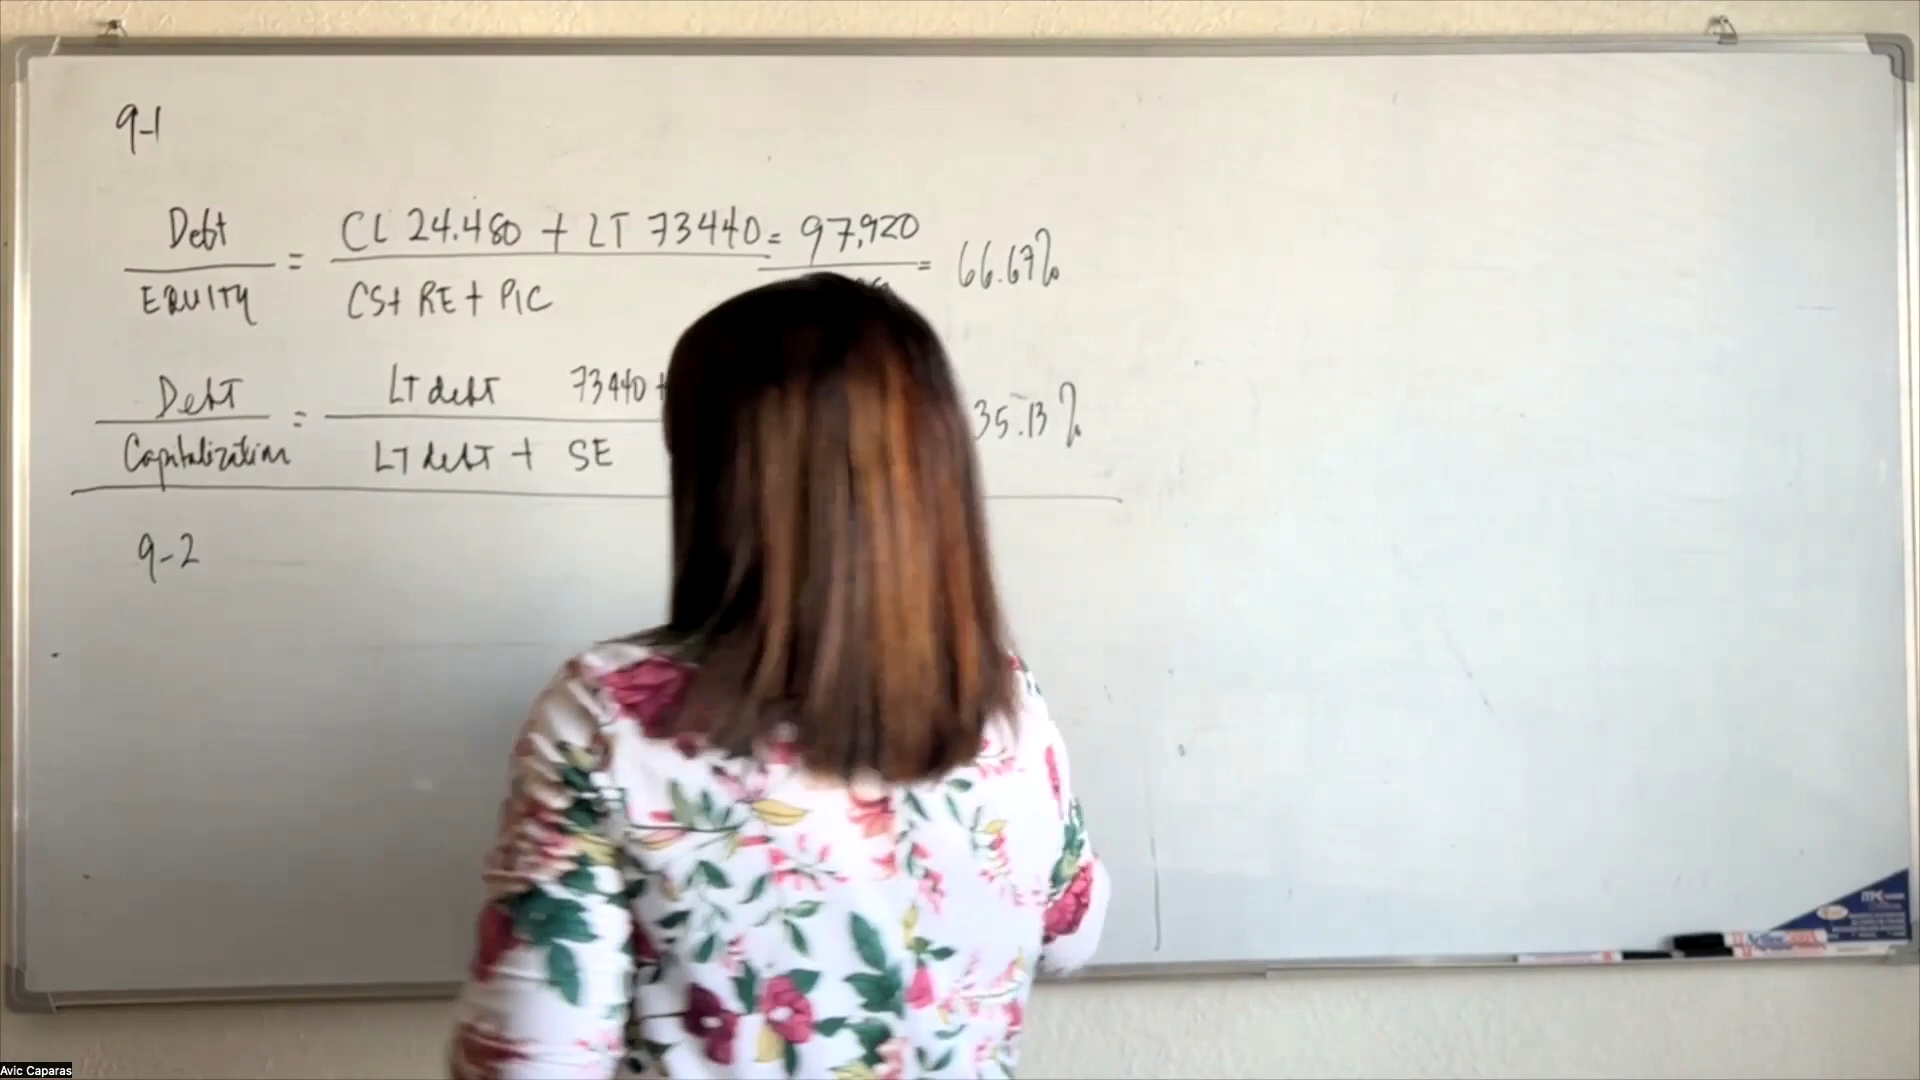 9-1
Debt = CL 24.480 + LT 73440 = 97,920 = 66.67%
EQUITY CS+ RE + PIC
Debt = LT debt 73440 + 35.13%
Capitalization LT debt + SE
9-2
Avic Caparas